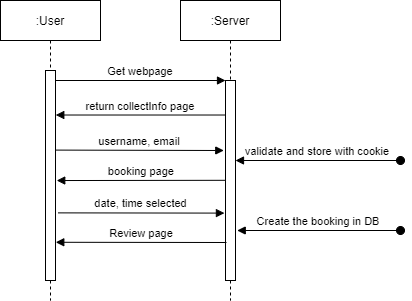 :User
:Server
Get webpage
return collectInfo page
username, email
validate and store with cookie
booking page
date, time selected
Create the booking in DB
Review page